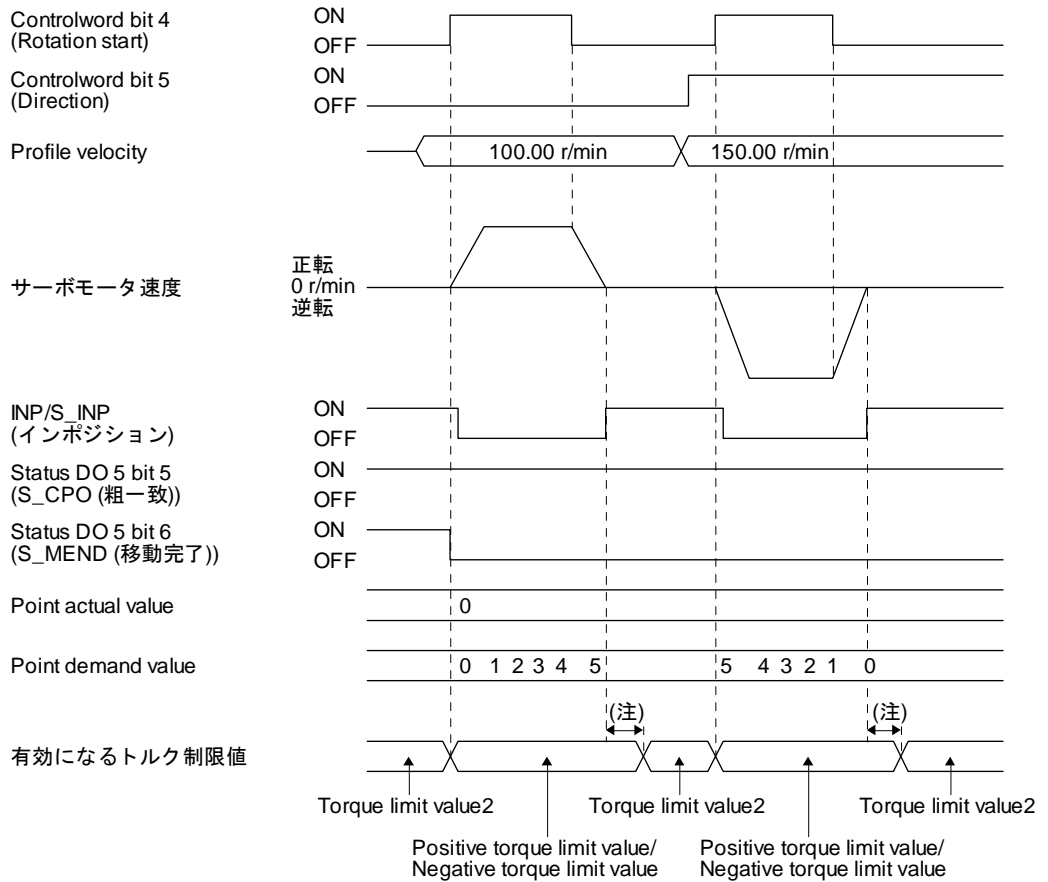 Controlword bit 4
(Rotation start)
ON
OFF
Controlword bit 5
(Direction)
ON
OFF
Profile velocity
100.00 r/min
150.00 r/min
サーボモータ速度
正転
0 r/min
逆転
INP/S_INP
(インポジション)
ON
OFF
Status DO 5 bit 5
(S_CPO (粗一致))
ON
OFF
Status DO 5 bit 6
(S_MEND (移動完了))
ON
OFF
Point actual value
0
Point demand value
0 1 2 3 4 5
5 4 3 2 1 0
(注)
(注)
有効になるトルク制限値
Torque limit value2
Torque limit value2
Torque limit value2
Positive torque limit value/
Negative torque limit value
Positive torque limit value/
Negative torque limit value